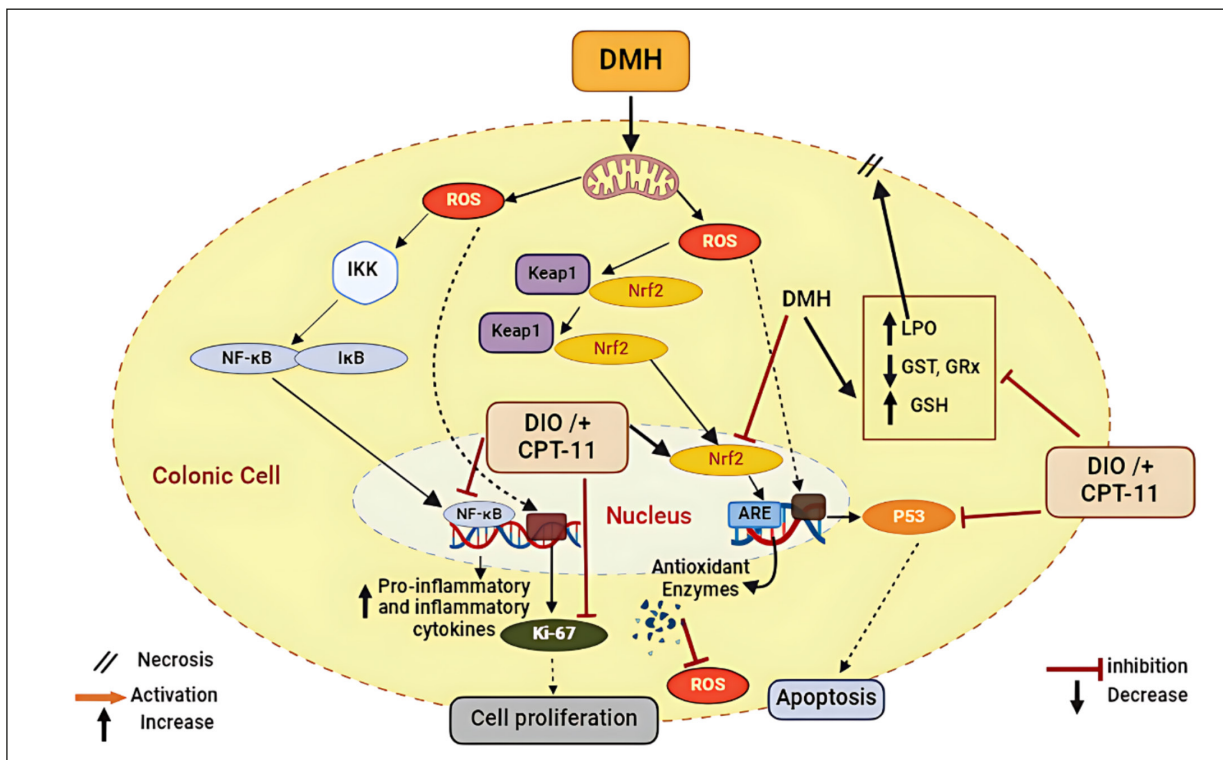 DMH
ROS
ROS
IKK
Keap1
Nrf2
DMH
Keap1
Nrf2
LPO
GST, GRx
GSH
NF-κB
IκB
DIO /+
CPT-11
Nrf2
DIO /+
CPT-11
Colonic Cell
NF-κB
Nucleus
ARE
P53
Antioxidant
Enzymes
Pro-inflammatory
and inflammatory
cytokines
Ki-67
ROS
Apoptosis
Cell proliferation
Necrosis
Activation
Increase
inhibition
Decrease